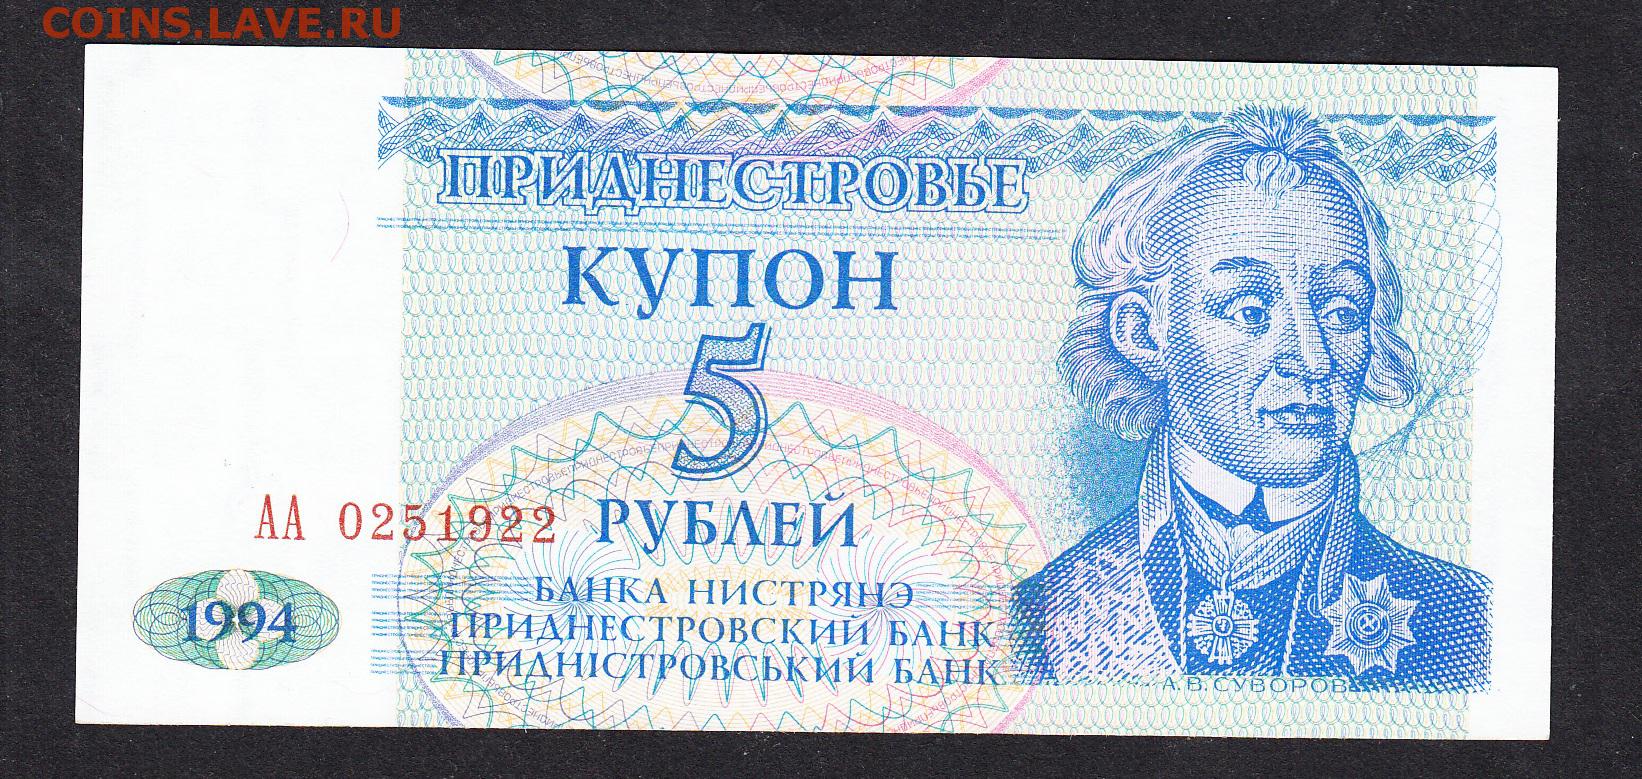 COINS.LAVE.RU
ПРИДНЕСТРОВЬЕ
КУПОН
5
РУБЛЕЙ
АА 0251922
БАНКА НИСТРЯНЭ
1994
ПРИДНЕСТРОВСКИЙ БАНК
ПРИДНІСТРОВСЬКИЙ БАНК
А.В.СУВОРОВ